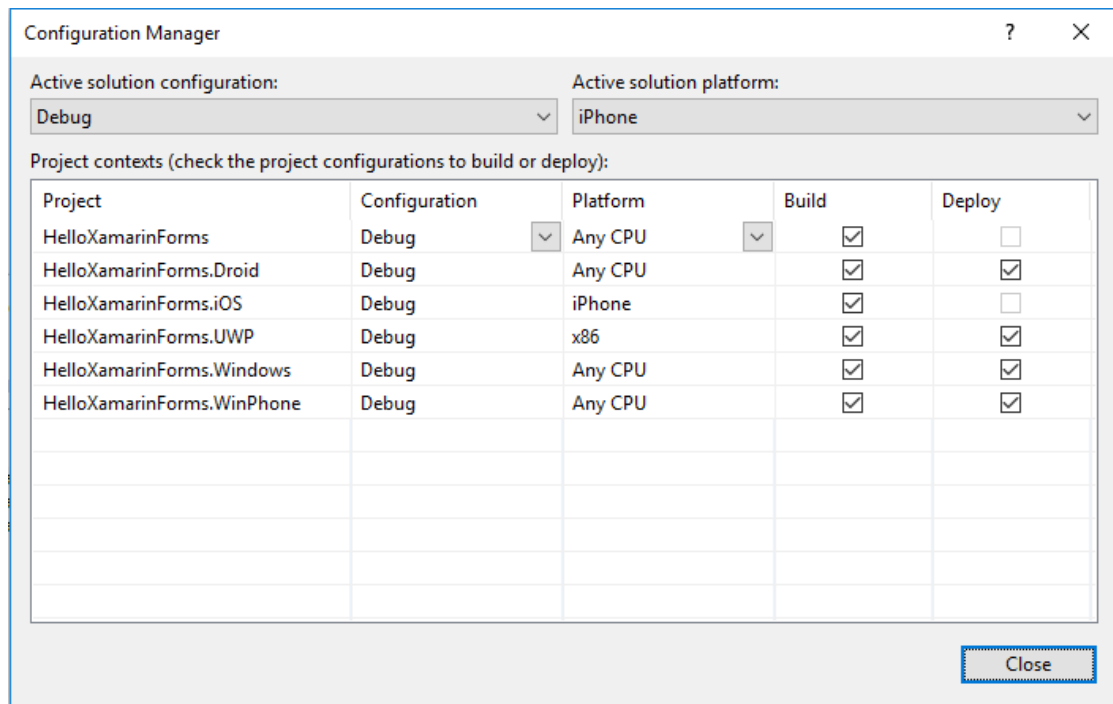 Configuration Manager ?
Active solution configuration: Active solution platform:
Debug iPhone
Project contexts (check the project configurations to build or deploy):
Project Configuration Platform Build Deploy
HelloXamarinForms Debug Any CPU
HelloXamarinForms.Droid Debug Any CPU
HelloXamarinForms.iOS Debug iPhone
HelloXamarinForms.UWP Debug x86
HelloXamarinForms.Windows Debug Any CPU
HelloXamarinForms.WinPhone Debug Any CPU
Close